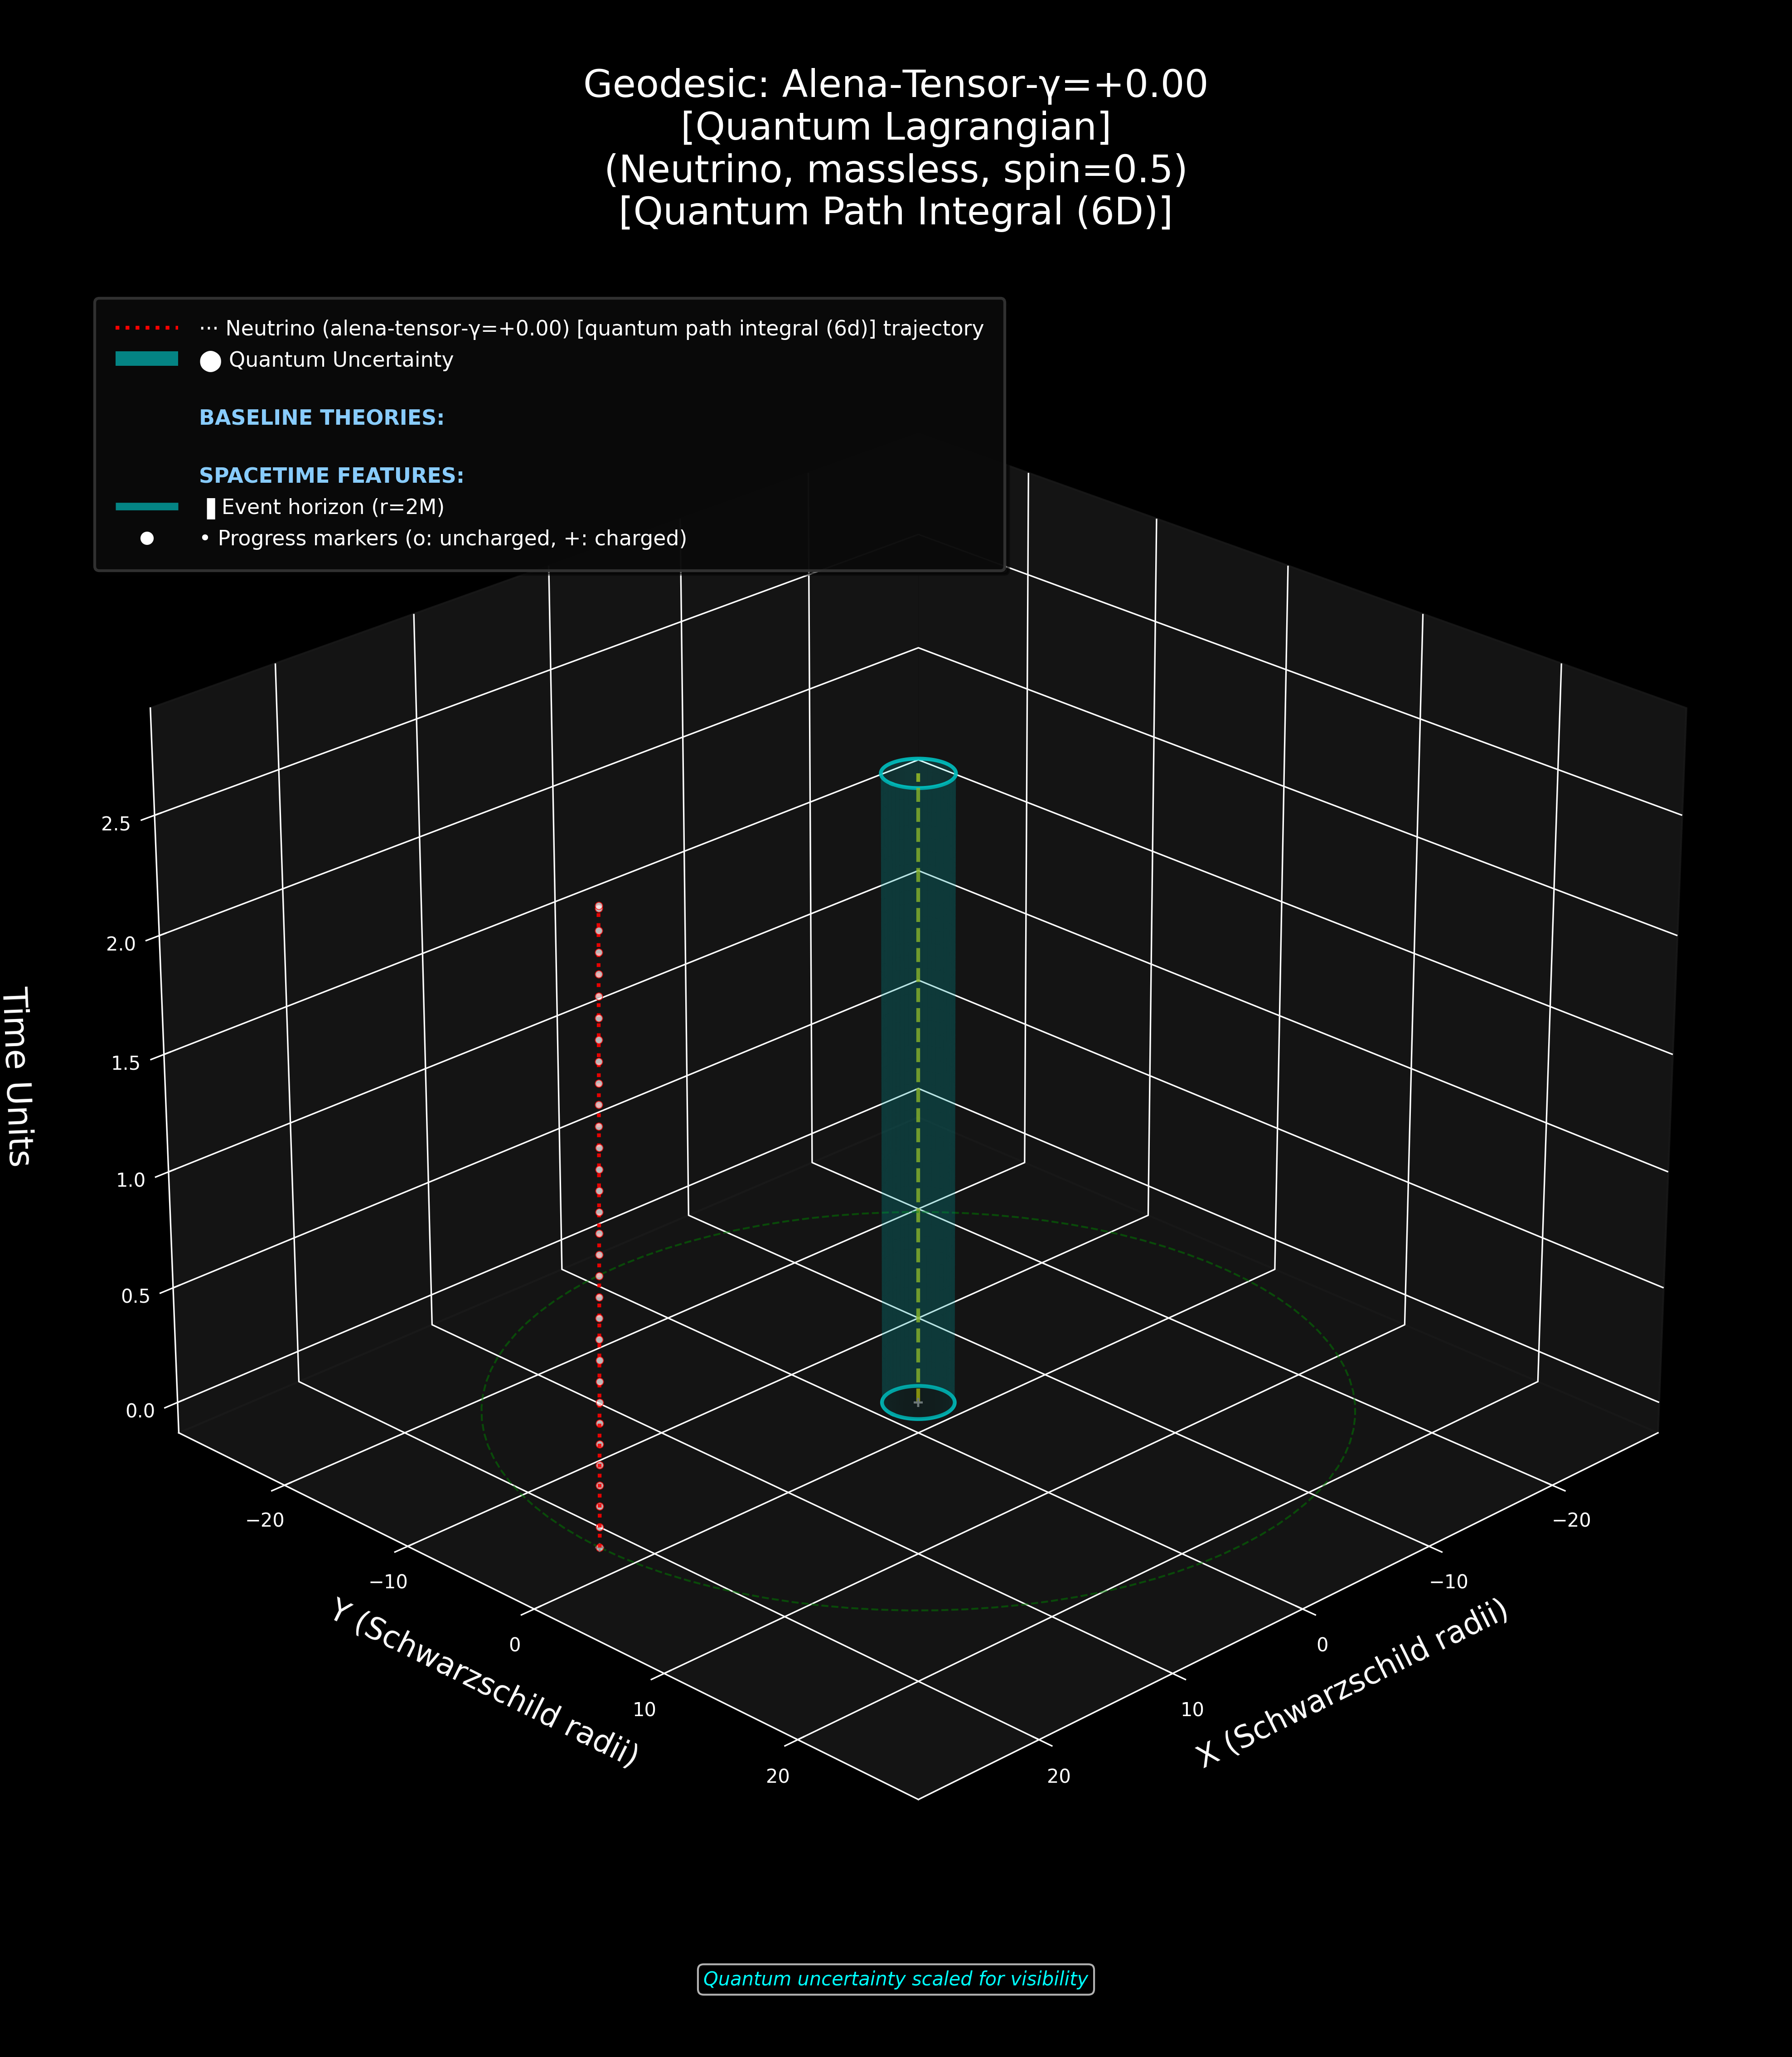 Geodesic: Alena-Tensor-γ=+0.00
[Quantum Lagrangian]
(Neutrino, massless, spin=0.5)
[Quantum Path Integral (6D)]
··· Neutrino (alena-tensor-γ=+0.00) [quantum path integral (6d)] trajectory
● Quantum Uncertainty
BASELINE THEORIES:
SPACETIME FEATURES:
▐ Event horizon (r=2M)
• Progress markers (o: uncharged, +: charged)
2.5
2.0
1.5
1.0
0.5
0.0
Time Units
−20
−10
0
10
20
Y (Schwarzschild radii)
−20
−10
0
10
20
X (Schwarzschild radii)
Quantum uncertainty scaled for visibility